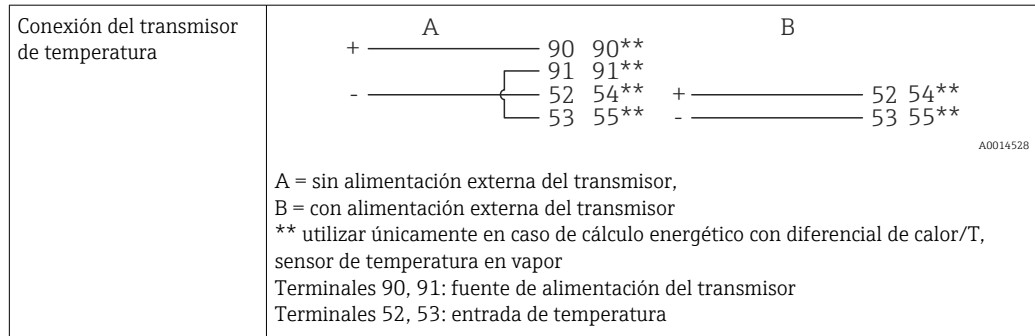 Conexión del transmisor
de temperatura
A B
+ 90 90**
91 91**
- 52 54** + 52 54**
53 55** - 53 55**
A0014528
A = sin alimentación externa del transmisor,
B = con alimentación externa del transmisor
** utilizar únicamente en caso de cálculo energético con diferencial de calor/T,
sensor de temperatura en vapor
Terminales 90, 91: fuente de alimentación del transmisor
Terminales 52, 53: entrada de temperatura